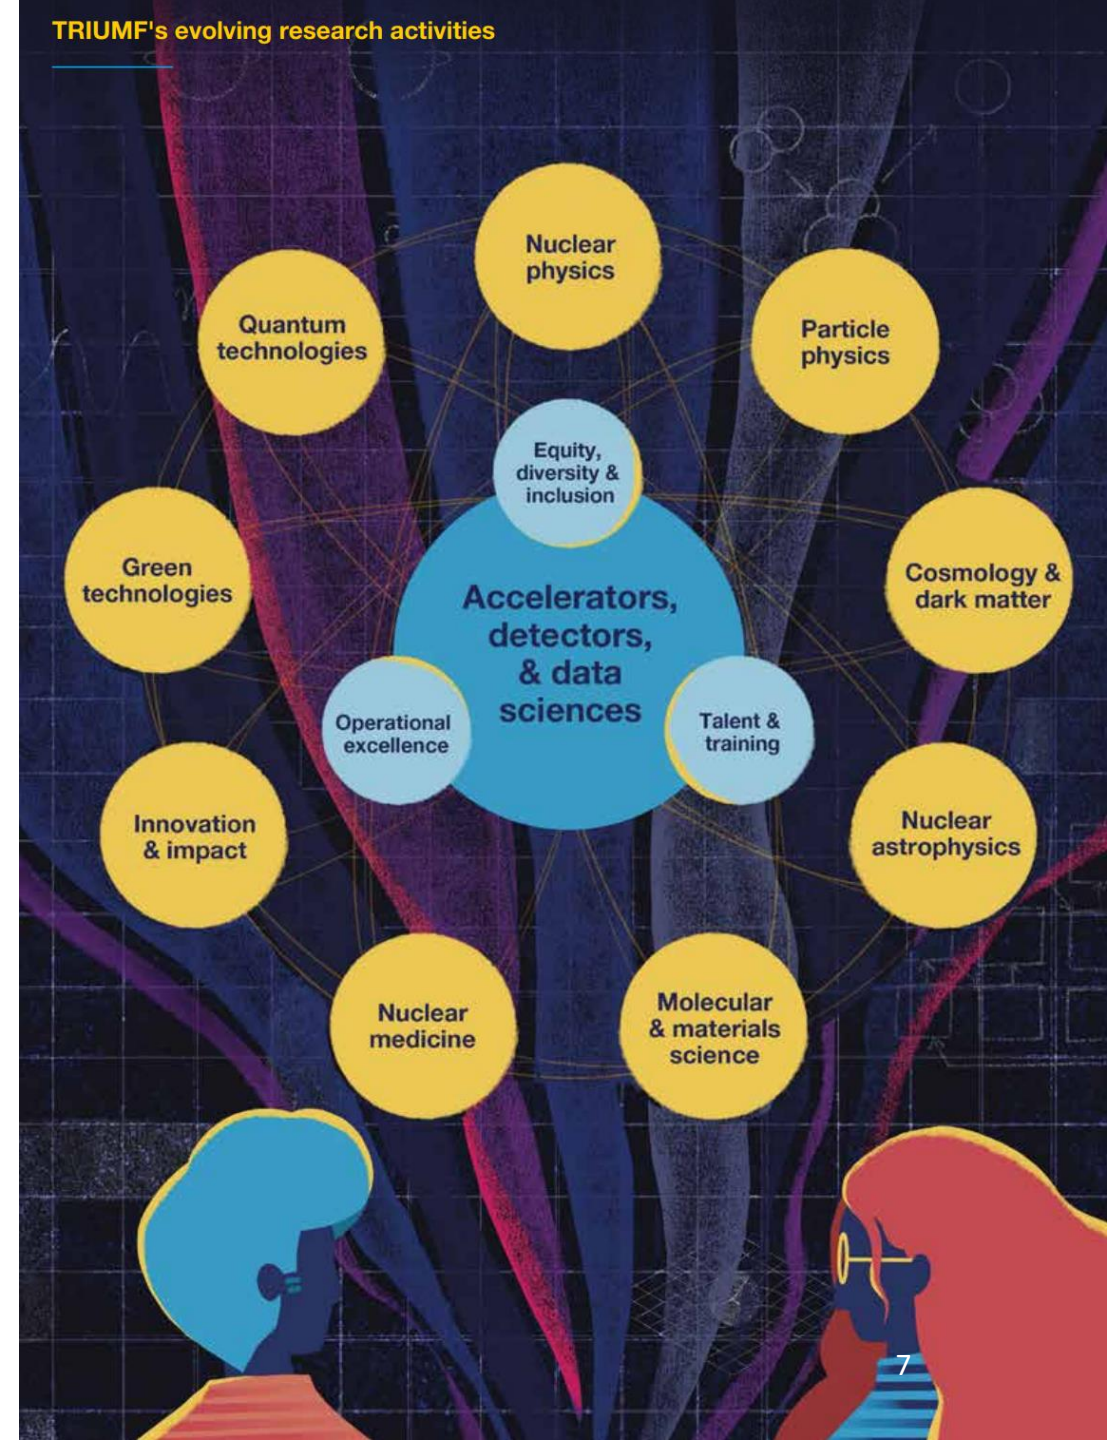 TRIUMF's evolving research activities
Nuclear
physics
Quantum
technologies
Particle
physics
Equity,
diversity &
inclusion
Green
technologies
Accelerators,
detectors,
& data
sciences
Cosmology &
dark matter
Operational
excellence
Talent &
training
Innovation
& impact
Nuclear
astrophysics
Nuclear
medicine
Molecular
& materials
science
7